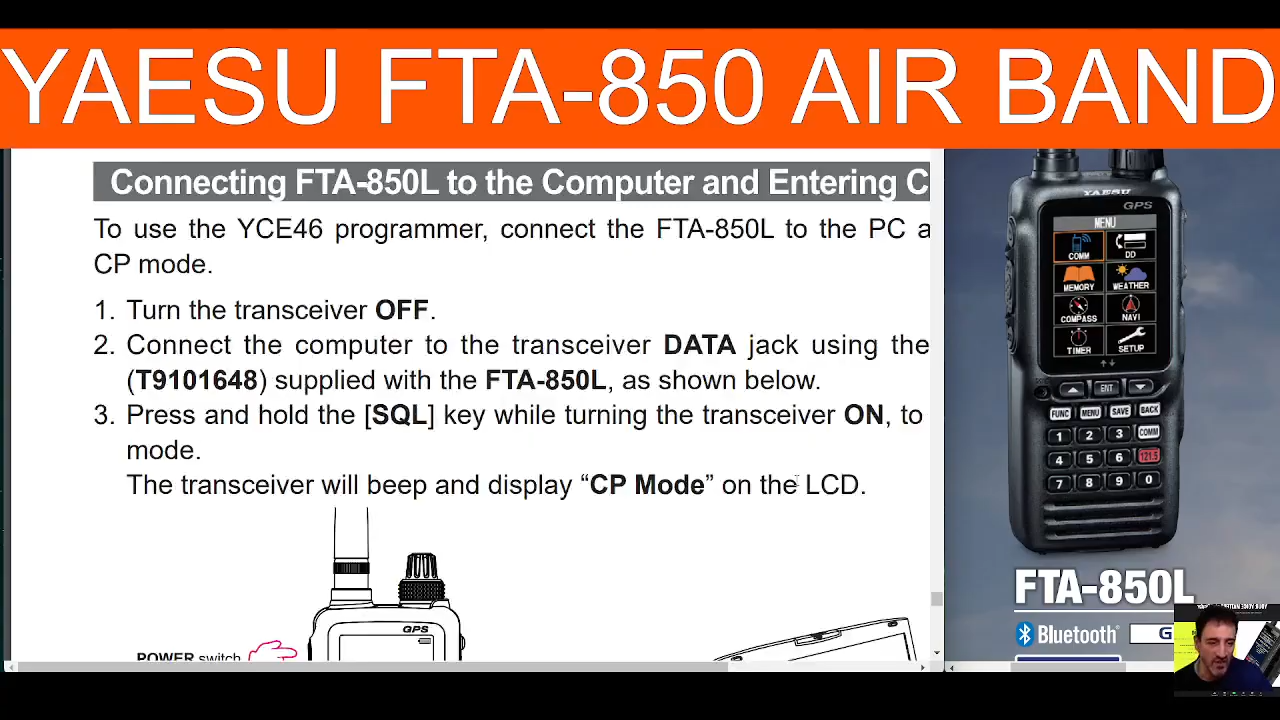 YAESU FTA-850 AIR BAND
Connecting FTA-850L to the Computer and Entering C
To use the YCE46 programmer, connect the FTA-850L to the PC a
CP mode.
1. Turn the transceiver OFF.
2. Connect the computer to the transceiver DATA jack using the
(T9101648) supplied with the FTA-850L, as shown below.
3. Press and hold the [SQL] key while turning the transceiver ON, to
mode.
The transceiver will beep and display “CP Mode” on the LCD.
GPS
POWER switch
YAESU
GPS
MENU
COMM DD
MEMORY WEATHER
COMPASS NAVI
TIMER SETUP
ENT
FUNC MENU SAVE BACK
1 2 3 COMM
4 5 6 121.5
7 8 9 0
FTA-850L
Bluetooth G